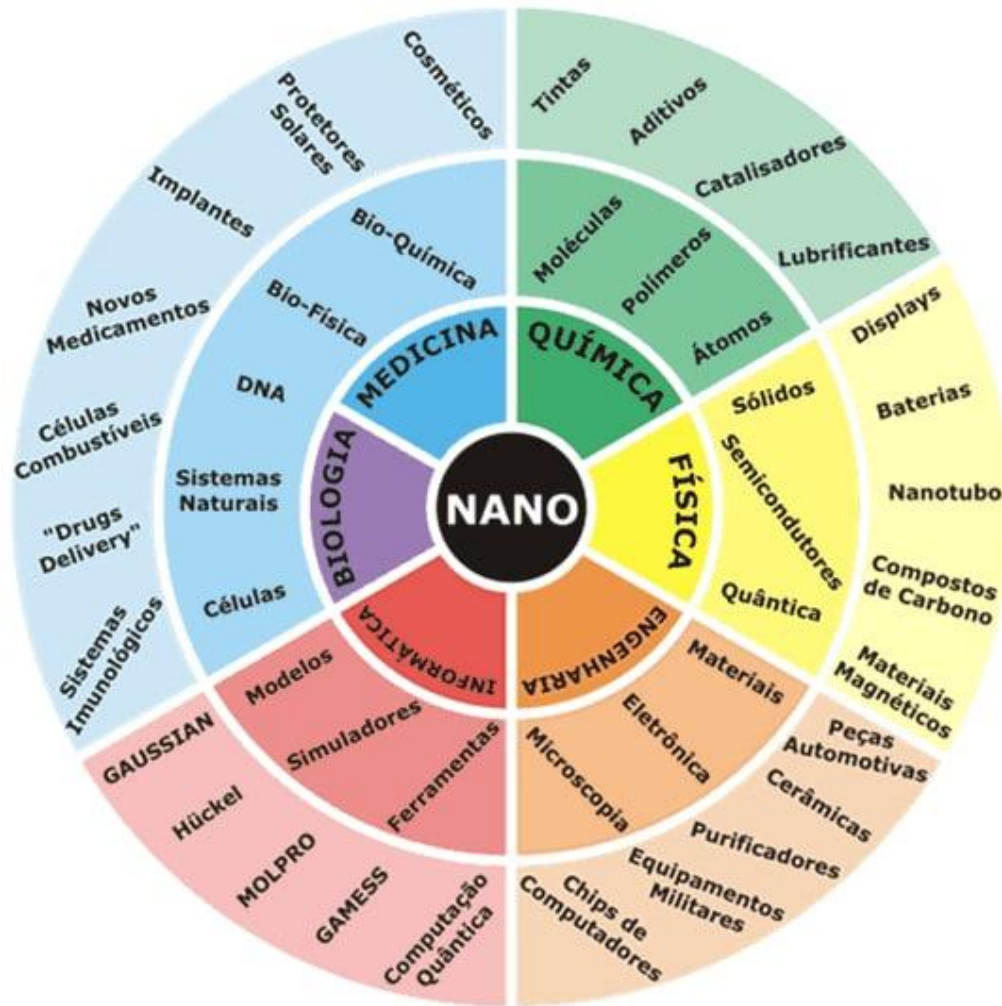 NANO
MEDICINA
QUÍMICA
FÍSICA
ENGENHARIA
INFORMÁTICA
BIOLOGIA
Bio-Química
Bio-Física
DNA
Sistemas
Naturais
Células
Moléculas
Polímeros
Átomos
Sólidos
Semicondutores
Quântica
Materiais
Eletrônica
Microscopia
Ferramentas
Simuladores
Modelos
Cosméticos
Protetores
Solares
Implantes
Novos
Medicamentos
Células
Combustíveis
"Drugs
Delivery"
Sistemas
Imunológicos
Tintas
Aditivos
Catalisadores
Lubrificantes
Displays
Baterias
Nanotubo
Compostos
de Carbono
Materiais
Magnéticos
Peças
Automotivas
Cerâmicas
Purificadores
Equipamentos
Militares
Chips de
Computadores
Computação
Quântica
GAMESS
MOLPRO
Hückel
GAUSSIAN